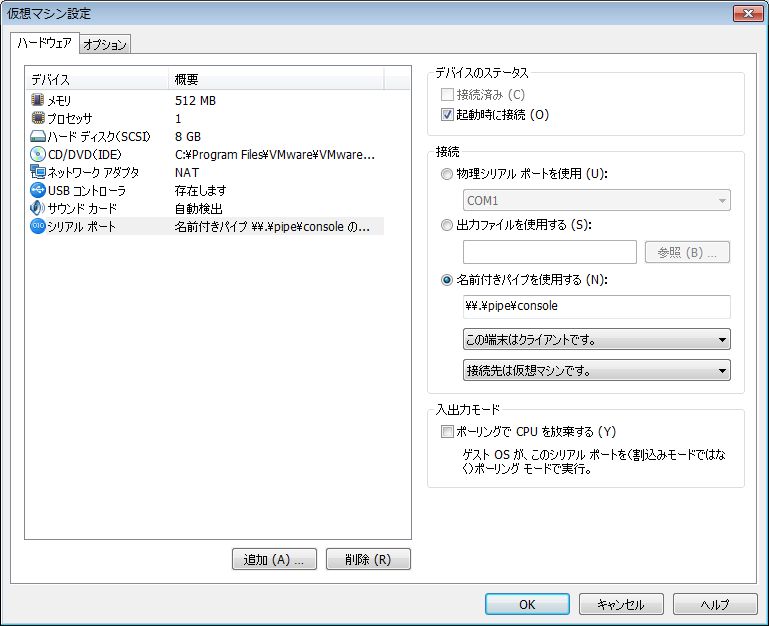 仮想マシン設定
ハードウェア オプション
デバイス 概要
メモリ 512 MB
プロセッサ 1
ハード ディスク(SCSI) 8 GB
CD/DVD(IDE) C:¥Program Files¥VMware¥VMware...
ネットワーク アダプタ NAT
USB コントローラ 存在します
サウンド カード 自動検出
シリアル ポート 名前付きパイプ ¥¥.¥pipe¥console の...
追加 (A) ... 削除 (R)
デバイスのステータス
接続済み (C)
起動時に接続 (O)
接続
物理シリアル ポートを使用 (U):
COM1
出力ファイルを使用する (S):
参照 (B) ...
名前付きパイプを使用する (N):
¥¥.¥pipe¥console
この端末はクライアントです。
接続先は仮想マシンです。
入出力モード
ポーリングで CPU を放棄する (Y)
ゲスト OS が、このシリアル ポートを(割込みモードではな
く)ポーリング モードで実行。
OK キャンセル ヘルプ